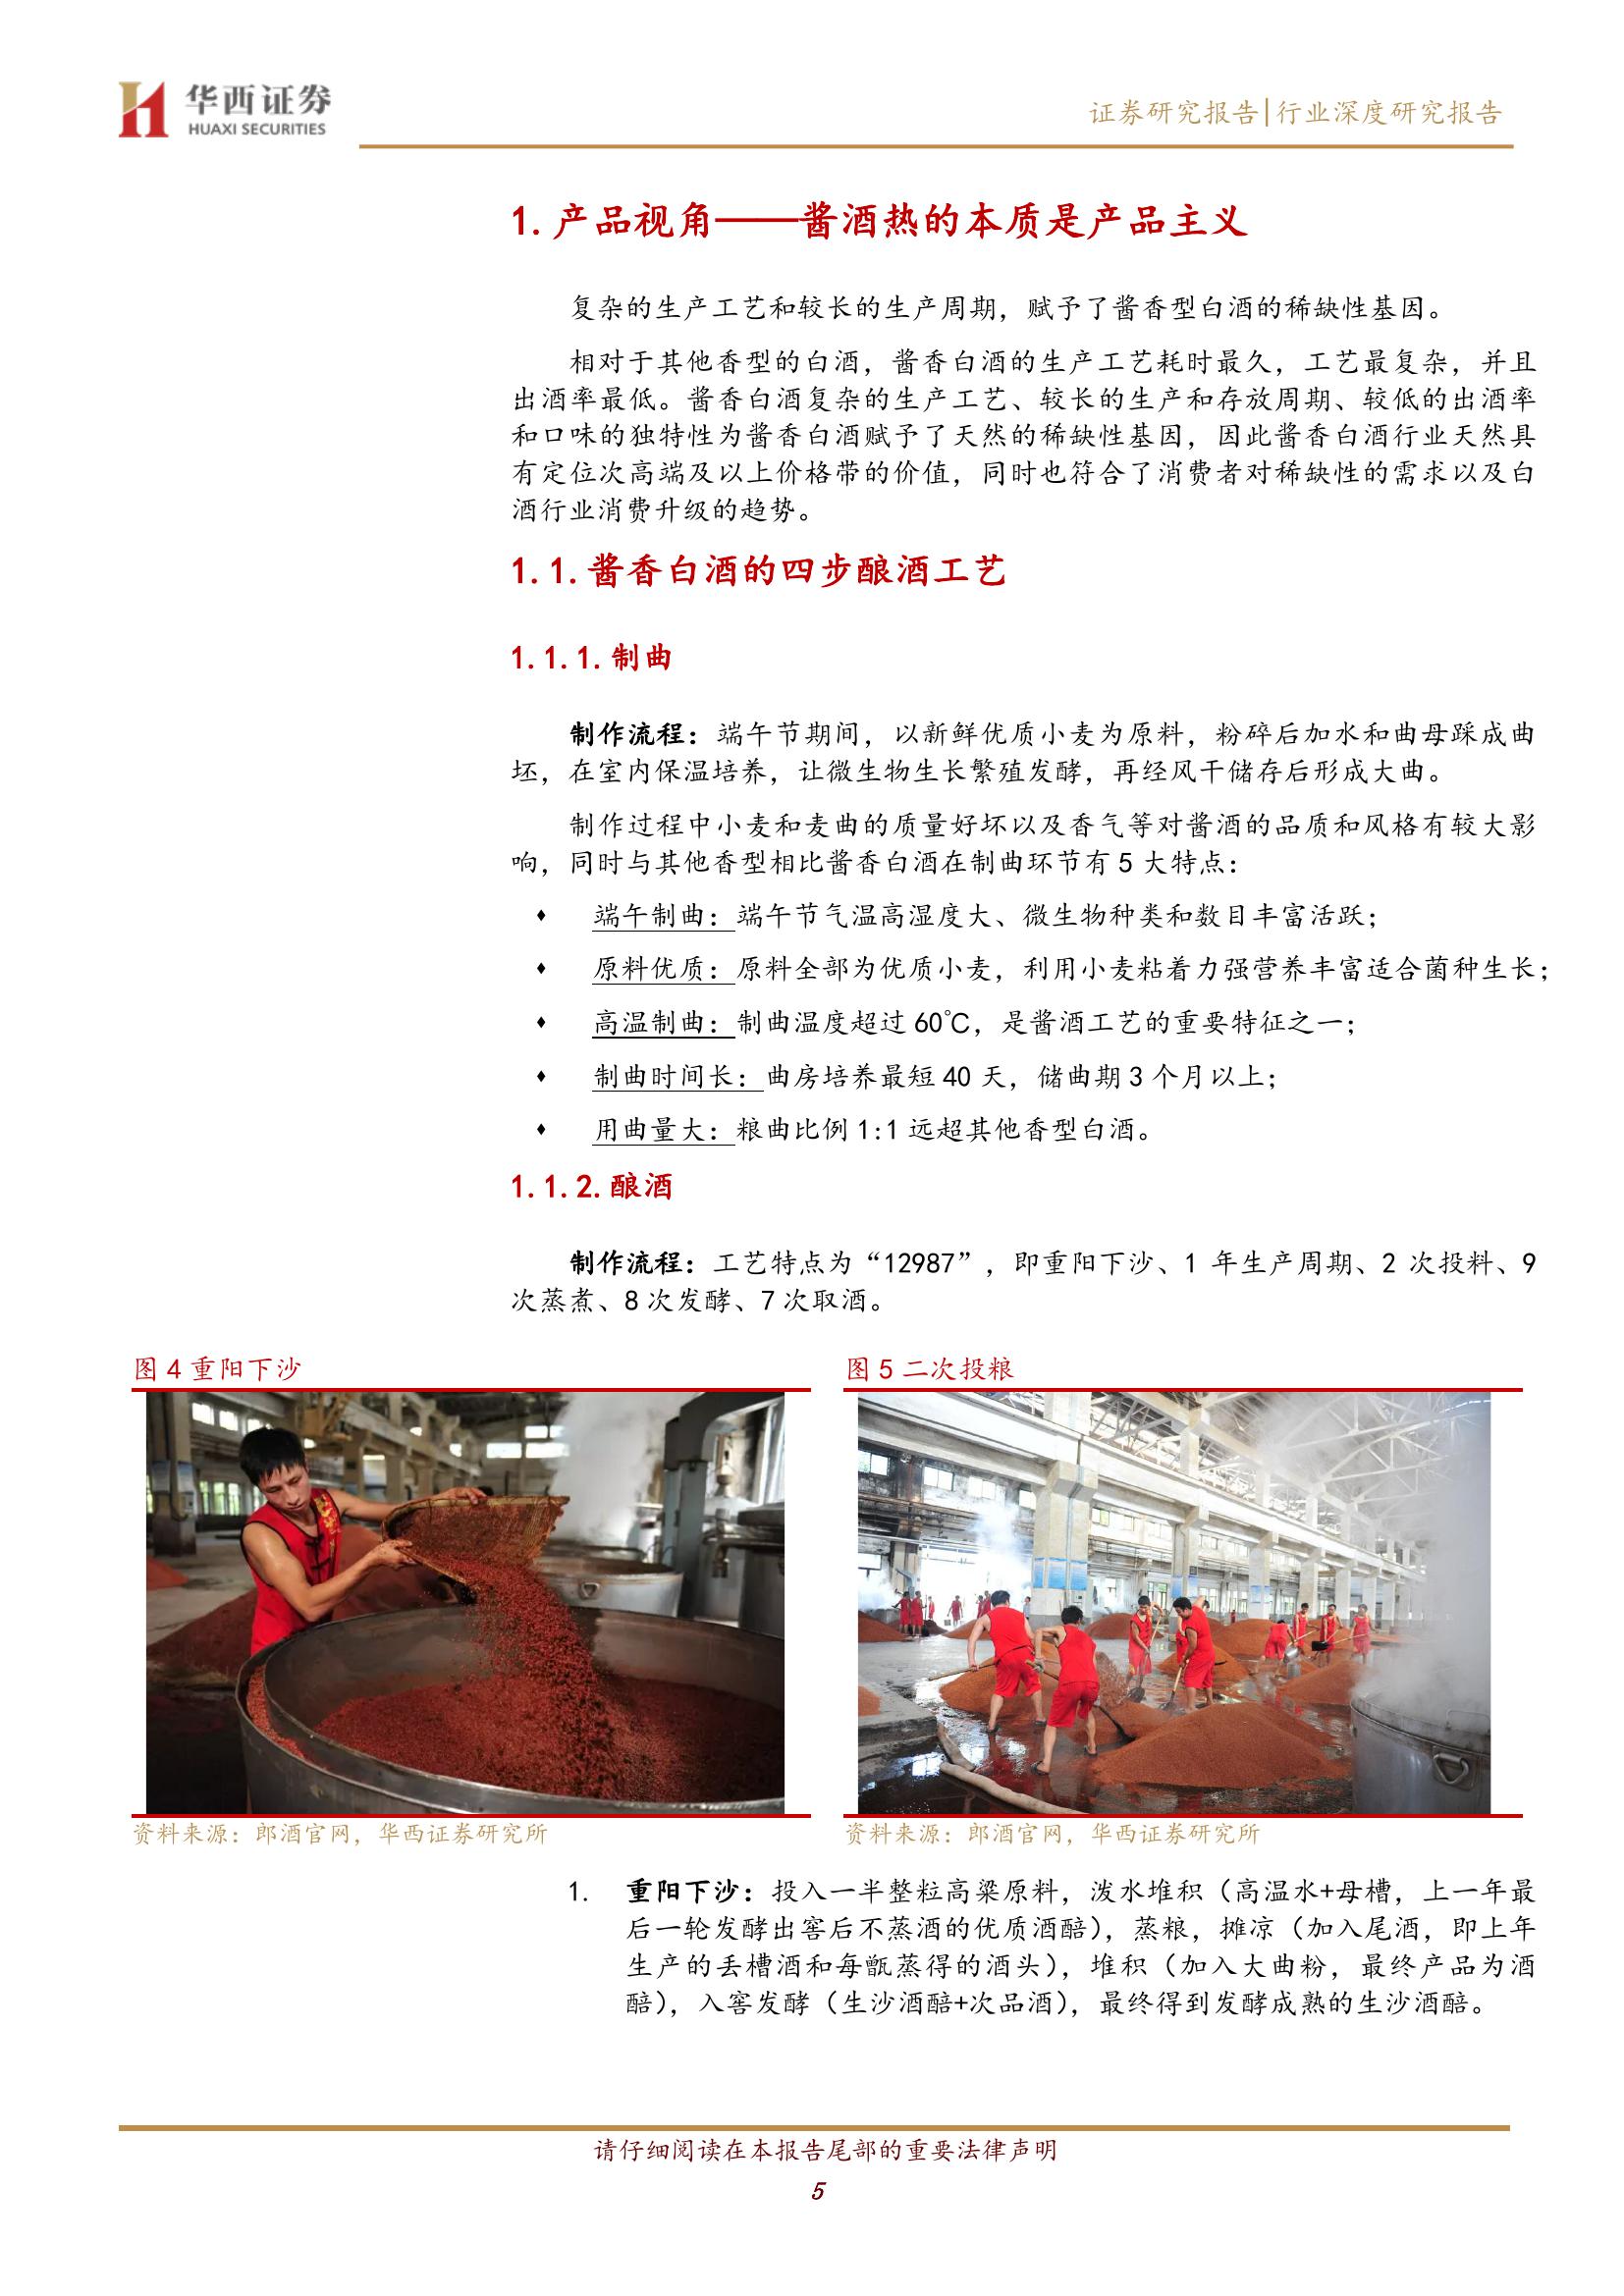 华西证券
HUAXI SECURITIES
证券研究报告|行业深度研究报告
1.产品视角——酱酒热的本质是产品主义
复杂的生产工艺和较长的生产周期，赋予了酱香型白酒的稀缺性基因。
相对于其他香型的白酒，酱香白酒的生产工艺耗时最久，工艺最复杂，并且
出酒率最低。酱香白酒复杂的生产工艺、较长的生产和存放周期、较低的出酒率
和口味的独特性为酱香白酒赋予了天然的稀缺性基因，因此酱香白酒行业天然具
有定位次高端及以上价格带的价值，同时也符合了消费者对稀缺性的需求以及白
酒行业消费升级的趋势。
1.1.酱香白酒的四步酿酒工艺
1.1.1.制曲
制作流程：端午节期间，以新鲜优质小麦为原料，粉碎后加水和曲母踩成曲
坯，在室内保温培养，让微生物生长繁殖发酵，再经风干储存后形成大曲。
制作过程中小麦和麦曲的质量好坏以及香气等对酱酒的品质和风格有较大影
响，同时与其他香型相比酱香白酒在制曲环节有 5 大特点：
♦ 端午制曲：端午节气温高湿度大、微生物种类和数目丰富活跃；
♦ 原料优质：原料全部为优质小麦，利用小麦粘着力强营养丰富适合菌种生长；
♦ 高温制曲：制曲温度超过 60℃，是酱酒工艺的重要特征之一；
♦ 制曲时间长：曲房培养最短 40 天，储曲期 3 个月以上；
♦ 用曲量大：粮曲比例 1:1 远超其他香型白酒。
1.1.2.酿酒
制作流程：工艺特点为“12987”，即重阳下沙、1 年生产周期、2 次投料、9
次蒸煮、8 次发酵、7 次取酒。
图 4 重阳下沙
图 5 二次投粮
资料来源：郎酒官网，华西证券研究所
资料来源：郎酒官网，华西证券研究所
1. 重阳下沙：投入一半整粒高粱原料，泼水堆积（高温水+母槽，上一年最
后一轮发酵出窖后不蒸酒的优质酒醅），蒸粮，摊凉（加入尾酒，即上年
生产的丢槽酒和每甑蒸得的酒头），堆积（加入大曲粉，最终产品为酒
醅），入窖发酵（生沙酒醅+次品酒），最终得到发酵成熟的生沙酒醅。
请仔细阅读在本报告尾部的重要法律声明
5